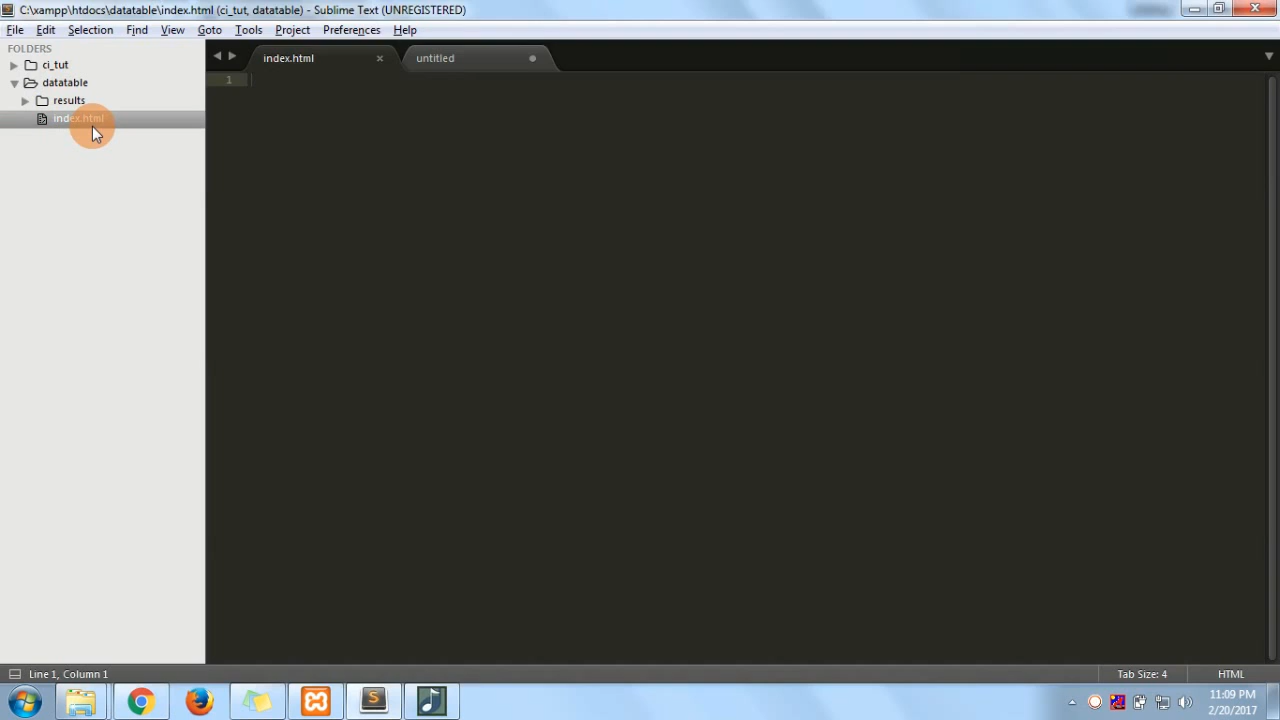 C:\xampp\htdocs\datatable\index.html (ci_tut, datatable) - Sublime Text (UNREGISTERED)
File Edit Selection Find View Goto Tools Project Preferences Help
FOLDERS
ci_tut
datatable
results
index.html
index.html × untitled
1
Line 1, Column 1
Tab Size: 4
HTML
11:09 PM
2/20/2017